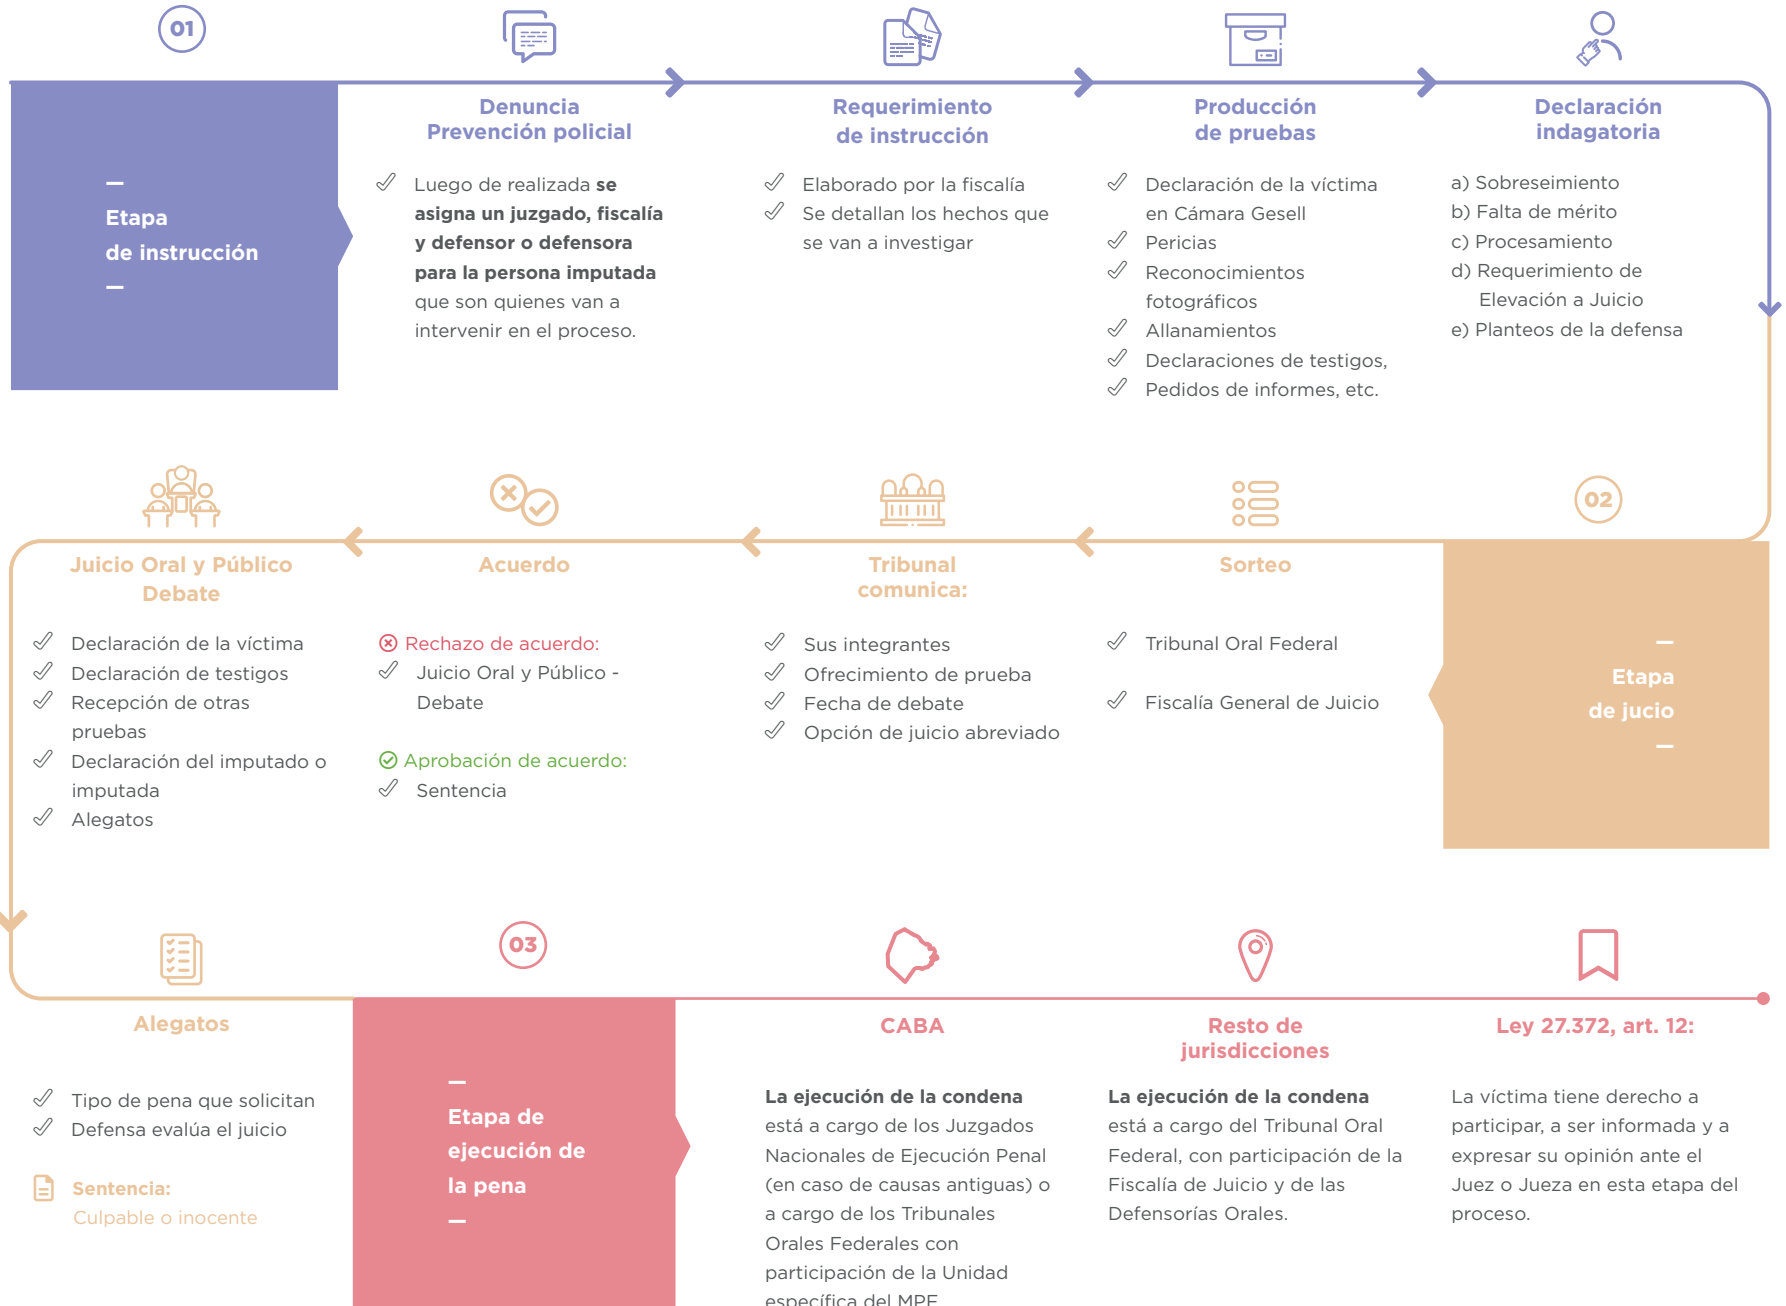 01
Etapa
de instrucción
Denuncia
Prevención policial
Luego de realizada se
asigna un juzgado, fiscalía
y defensor o defensora
para la persona imputada
que son quienes van a
intervenir en el proceso.
Requerimiento
de instrucción
Elaborado por la fiscalía
Se detallan los hechos que
se van a investigar
Producción
de pruebas
Declaración de la víctima
en Cámara Gesell
Pericias
Reconocimientos
fotográficos
Allanamientos
Declaraciones de testigos,
Pedidos de informes, etc.
Declaración
indagatoria
a) Sobreseimiento
b) Falta de mérito
c) Procesamiento
d) Requerimiento de
Elevación a Juicio
e) Planteos de la defensa
02
Etapa
de jucio
Sorteo
Tribunal Oral Federal
Fiscalía General de Juicio
Tribunal
comunica:
Sus integrantes
Ofrecimiento de prueba
Fecha de debate
Opción de juicio abreviado
Acuerdo
Rechazo de acuerdo:
Juicio Oral y Público -
Debate
Aprobación de acuerdo:
Sentencia
Juicio Oral y Público
Debate
Declaración de la víctima
Declaración de testigos
Recepción de otras
pruebas
Declaración del imputado o
imputada
Alegatos
Alegatos
Tipo de pena que solicitan
Defensa evalúa el juicio
Sentencia:
Culpable o inocente
03
Etapa de
ejecución de
la pena
CABA
La ejecución de la condena
está a cargo de los Juzgados
Nacionales de Ejecución Penal
(en caso de causas antiguas) o
a cargo de los Tribunales
Orales Federales con
participación de la Unidad
específica del MPF
Resto de
jurisdicciones
La ejecución de la condena
está a cargo del Tribunal Oral
Federal, con participación de la
Fiscalía de Juicio y de las
Defensorías Orales.
Ley 27.372, art. 12:
La víctima tiene derecho a
participar, a ser informada y a
expresar su opinión ante el
Juez o Jueza en esta etapa del
proceso.